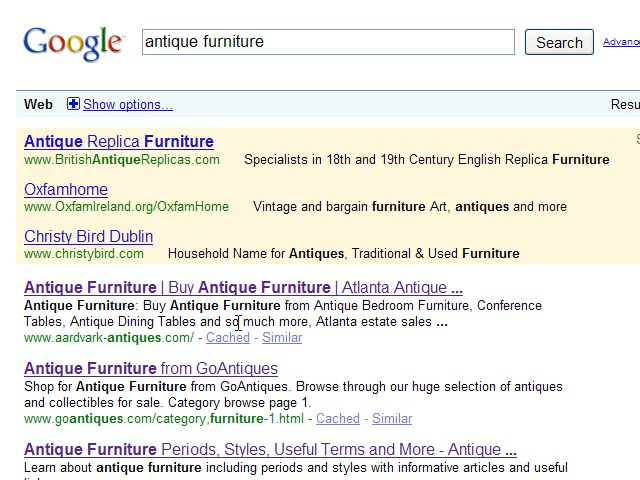 Google antique furniture Search Advanc
Web Show options... Resu
Antique Replica Furniture
www.BritishAntiqueReplicas.com Specialists in 18th and 19th Century English Replica Furniture
Oxfamhome
www.OxfamIreland.org/OxfamHome Vintage and bargain furniture Art, antiques and more
Christy Bird Dublin
www.christybird.com Household Name for Antiques, Traditional & Used Furniture
Antique Furniture | Buy Antique Furniture | Atlanta Antique ...
Antique Furniture: Buy Antique Furniture from Antique Bedroom Furniture, Conference
Tables, Antique Dining Tables and so much more, Atlanta estate sales ...
www.aardvark-antiques.com/ - Cached - Similar
Antique Furniture from GoAntiques
Shop for Antique Furniture from GoAntiques. Browse through our huge selection of antiques
and collectibles for sale. Category browse page 1.
www.goantiques.com/category,furniture-1.html - Cached - Similar
Antique Furniture Periods, Styles, Useful Terms and More - Antique ...
Learn about antique furniture including periods and styles with informative articles and useful